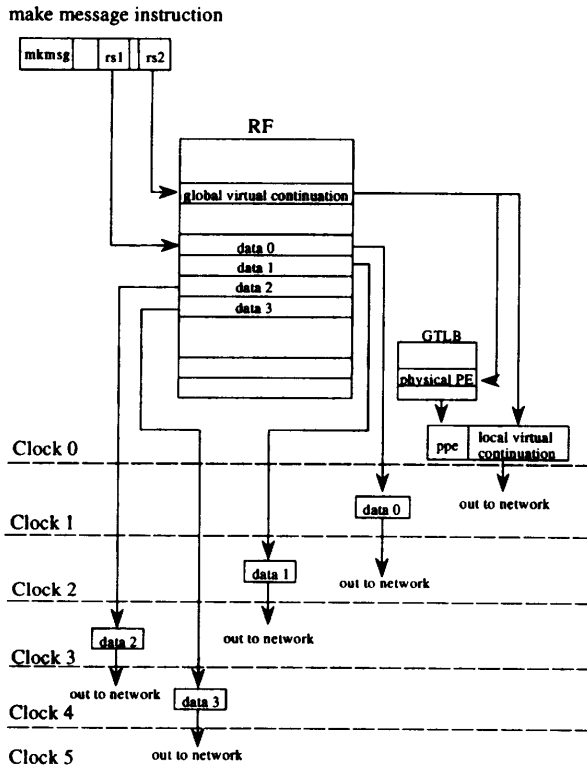 make message instruction
mkmsg rs1 rs2
RF
global virtual continuation
data 0
data 1
data 2
data 3
GTLB
physical PE
ppe
local virtual
continuation
Clock 0
out to network
data 0
Clock 1
data 1
out to network
Clock 2
data 2
out to network
Clock 3
out to network
data 3
Clock 4
out to network
Clock 5